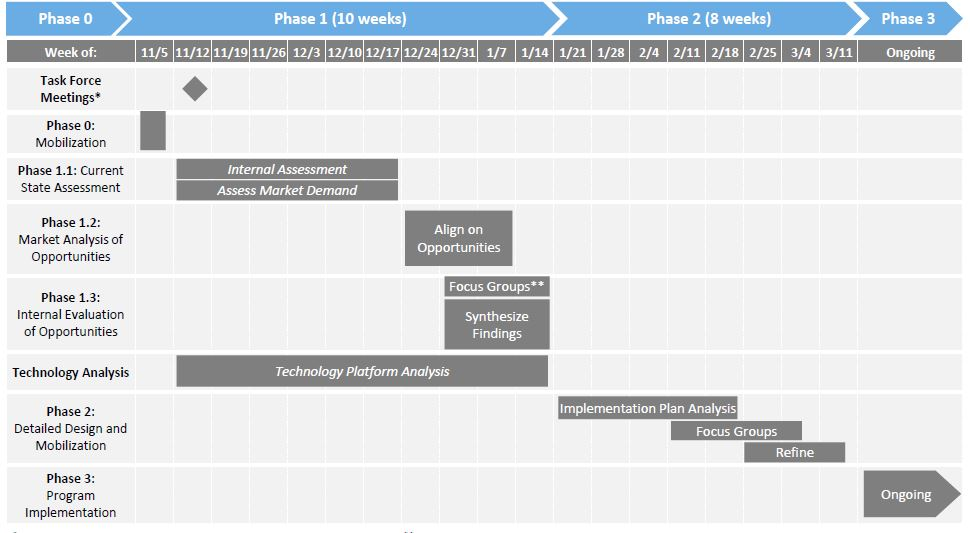 Phase 0
Phase 1 (10 weeks)
Phase 2 (8 weeks)
Phase 3
Week of: 11/5 11/12 11/19 11/26 12/3 12/10 12/17 12/24 12/31 1/7 1/14 1/21 1/28 2/4 2/11 2/18 2/25 3/4 3/11 Ongoing
Task Force
Meetings*
Phase 0:
Mobilization
Phase 1.1: Current
State Assessment
Internal Assessment
Assess Market Demand
Phase 1.2:
Market Analysis of
Opportunities
Align on
Opportunities
Phase 1.3:
Internal Evaluation
of Opportunities
Focus Groups**
Synthesize
Findings
Technology Analysis
Technology Platform Analysis
Phase 2:
Detailed Design and
Mobilization
Implementation Plan Analysis
Focus Groups
Refine
Phase 3:
Program
Implementation
Ongoing